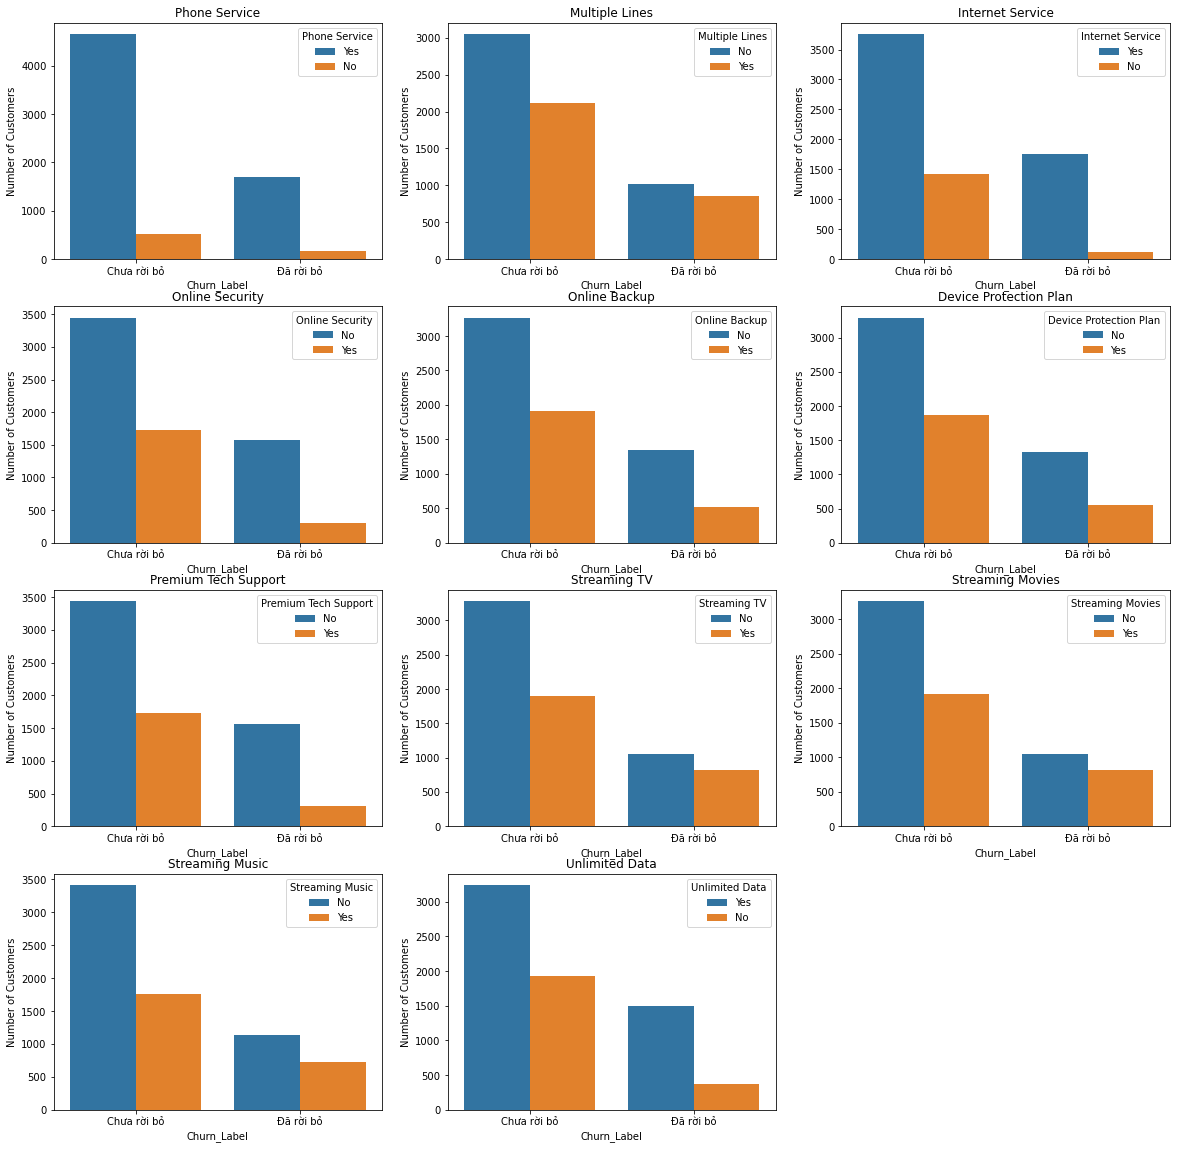 Phone Service
Number of Customers
4000
3000
2000
1000
0
Phone Service
Yes
No
Chưa rời bỏ
Đã rời bỏ
Churn_Label
Multiple Lines
Number of Customers
3000
2500
2000
1500
1000
500
0
Multiple Lines
No
Yes
Chưa rời bỏ
Đã rời bỏ
Churn_Label
Internet Service
Number of Customers
3500
3000
2500
2000
1500
1000
500
0
Internet Service
Yes
No
Chưa rời bỏ
Đã rời bỏ
Churn_Label
Online Security
Number of Customers
3500
3000
2500
2000
1500
1000
500
0
Online Security
No
Yes
Chưa rời bỏ
Đã rời bỏ
Churn_Label
Online Backup
Number of Customers
3000
2500
2000
1500
1000
500
0
Online Backup
No
Yes
Chưa rời bỏ
Đã rời bỏ
Churn_Label
Device Protection Plan
Number of Customers
3000
2500
2000
1500
1000
500
0
Device Protection Plan
No
Yes
Chưa rời bỏ
Đã rời bỏ
Churn_Label
Premium Tech Support
Number of Customers
3500
3000
2500
2000
1500
1000
500
0
Premium Tech Support
No
Yes
Chưa rời bỏ
Đã rời bỏ
Churn_Label
Streaming TV
Number of Customers
3000
2500
2000
1500
1000
500
0
Streaming TV
No
Yes
Chưa rời bỏ
Đã rời bỏ
Churn_Label
Streaming Movies
Number of Customers
3000
2500
2000
1500
1000
500
0
Streaming Movies
No
Yes
Chưa rời bỏ
Đã rời bỏ
Churn_Label
Streaming Music
Number of Customers
3500
3000
2500
2000
1500
1000
500
0
Streaming Music
No
Yes
Chưa rời bỏ
Đã rời bỏ
Churn_Label
Unlimited Data
Number of Customers
3000
2500
2000
1500
1000
500
0
Unlimited Data
Yes
No
Chưa rời bỏ
Đã rời bỏ
Churn_Label